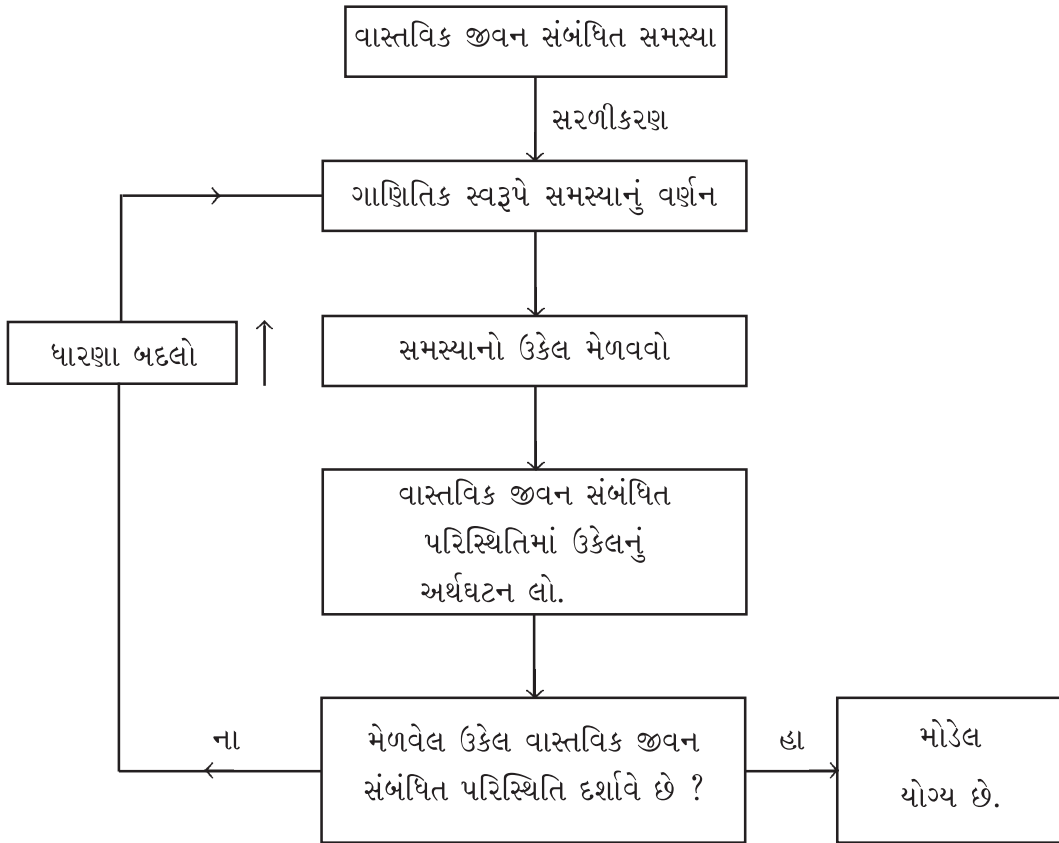 વાસ્તવિક જીવન સંબંધિત સમસ્યા
સરળીકરણ
ગાણિતિક સ્વરૂપે સમસ્યાનું વર્ણન
ધારણા બદલો
સમસ્યાનો ઉકેલ મેળવવો
વાસ્તવિક જીવન સંબંધિત
પરિસ્થિતિમાં ઉકેલનું
અર્થઘટન લો.
ના
મેળવેલ ઉકેલ વાસ્તવિક જીવન
સંબંધિત પરિસ્થિતિ દર્શાવે છે ?
હા
મોડેલ
યોગ્ય છે.